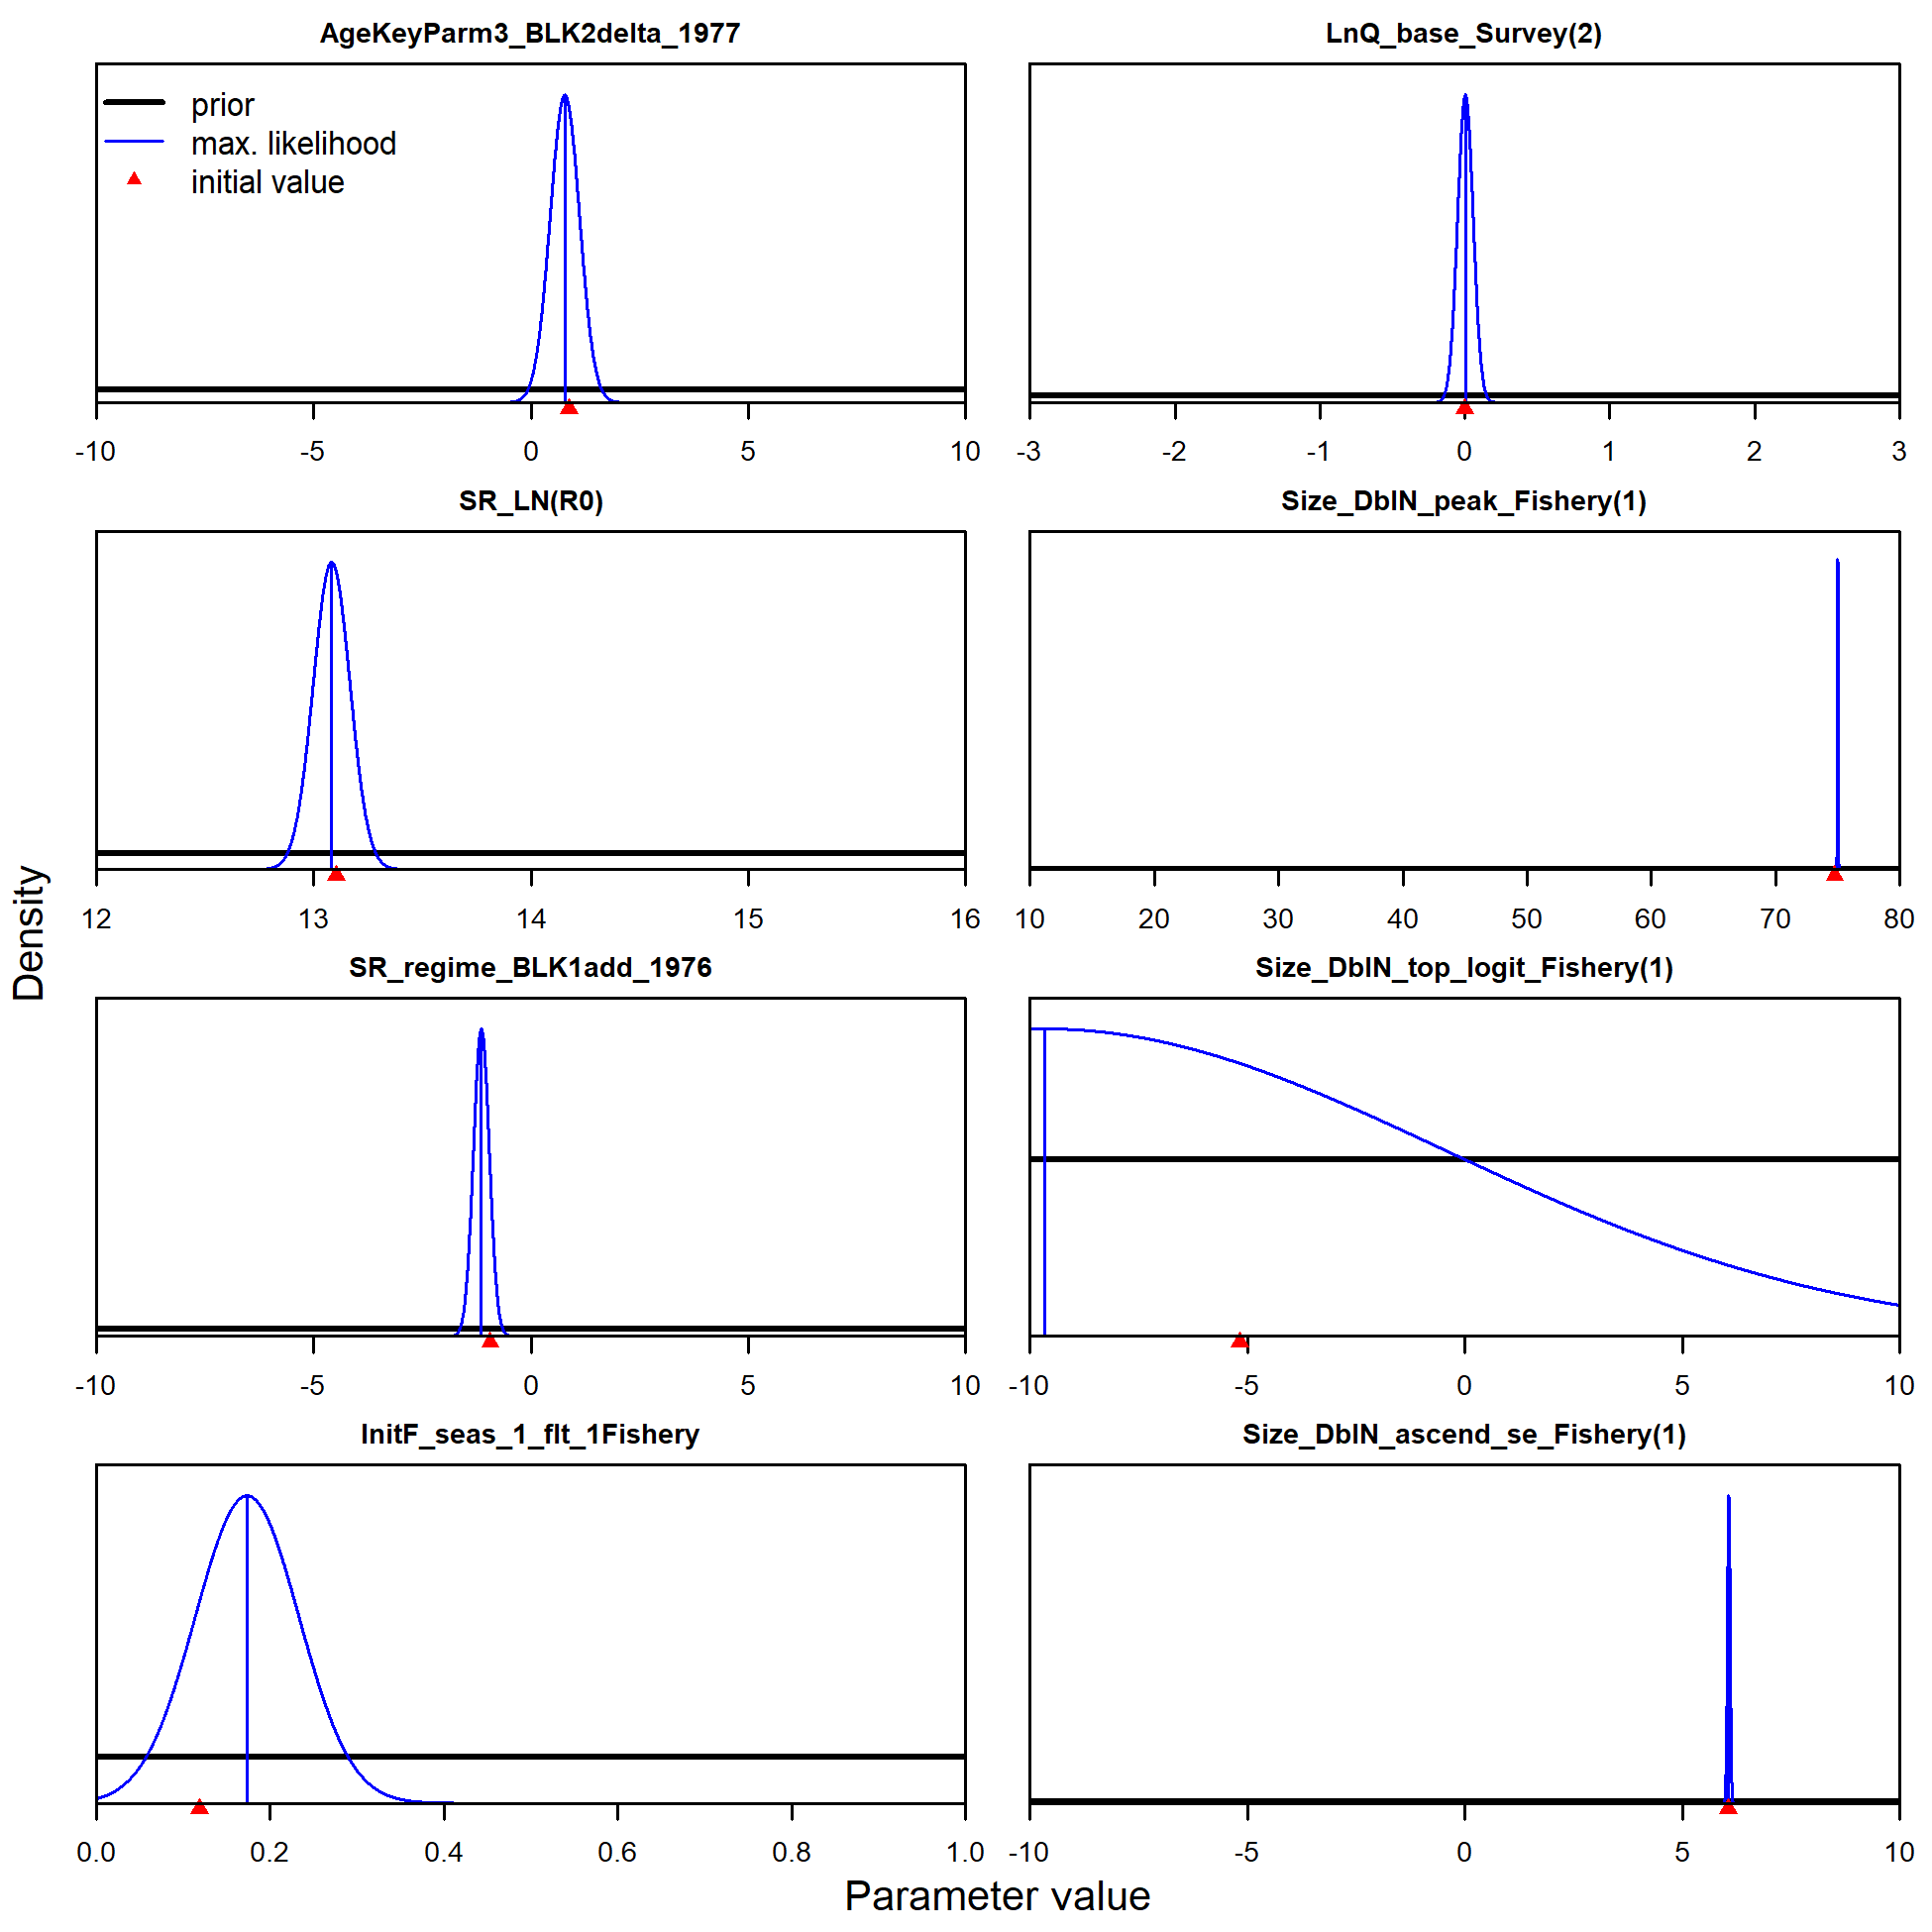 AgeKeyParm3_BLK2delta_1977
prior
max. likelihood
initial value
-10 -5 0 5 10
LnQ_base_Survey(2)
-3 -2 -1 0 1 2 3
SR_LN(R0)
12 13 14 15 16
Size_DblN_peak_Fishery(1)
10 20 30 40 50 60 70 80
SR_regime_BLK1add_1976
-10 -5 0 5 10
Size_DblN_top_logit_Fishery(1)
-10 -5 0 5 10
InitF_seas_1_flt_1Fishery
0.0 0.2 0.4 0.6 0.8 1.0
Size_DblN_ascend_se_Fishery(1)
-10 -5 0 5 10
Density
Parameter value